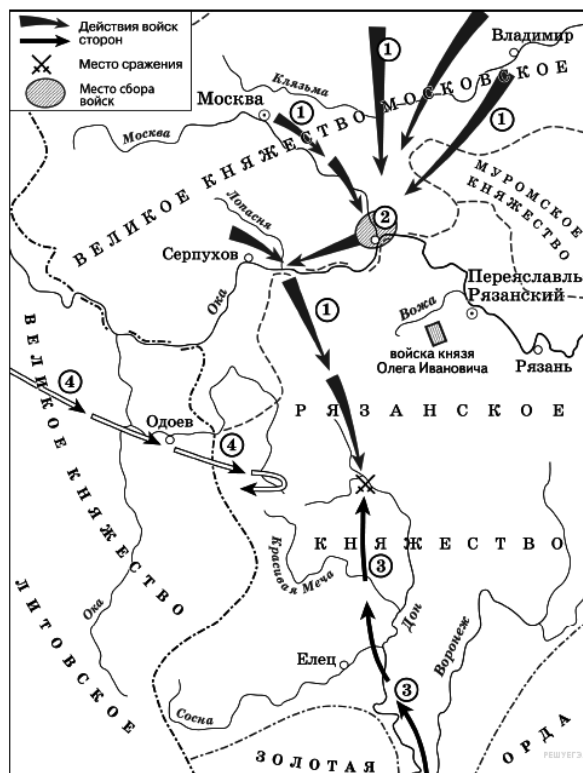 Действия войск
сторон
Место сражения
Место сбора
войск
1
Владимир
Клязьма
Москва
1
ВЕЛИКОЕ КНЯЖЕСТВО МОСКОВСКОЕ
1
Москва
МУРОМСКОЕ
КНЯЖЕСТВО
Лопасня
2
Серпухов
Переяславль
Рязанский
Ока
1
Вожа
войска князя
Олега Ивановича
Рязань
4
РЯЗАНСКОЕ
Одоев
4
КНЯЖЕСТВО
3
Красивая Меча
Дон
Ока
ВЕЛИКОЕ КНЯЖЕСТВО
ЛИТОВСКОЕ
Воронеж
Елец
3
Сосна
ЗОЛОТАЯ
ОРДА
РЕШУЕГЭ